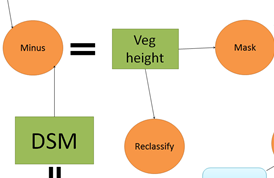 Minus
=
Veg
height
Mask
DSM
Reclassify